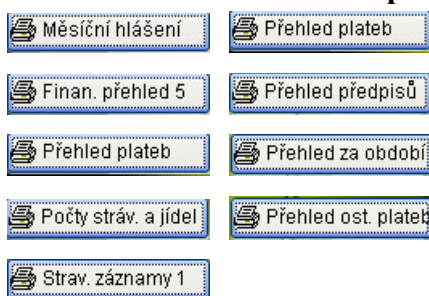 Měsíční hlášení
Přehled plateb
Finan. přehled 5
Přehled předpisů
Přehled plateb
Přehled za období
Počty stráv. a jídel
Přehled ost. plateb
Strav. záznamy 1